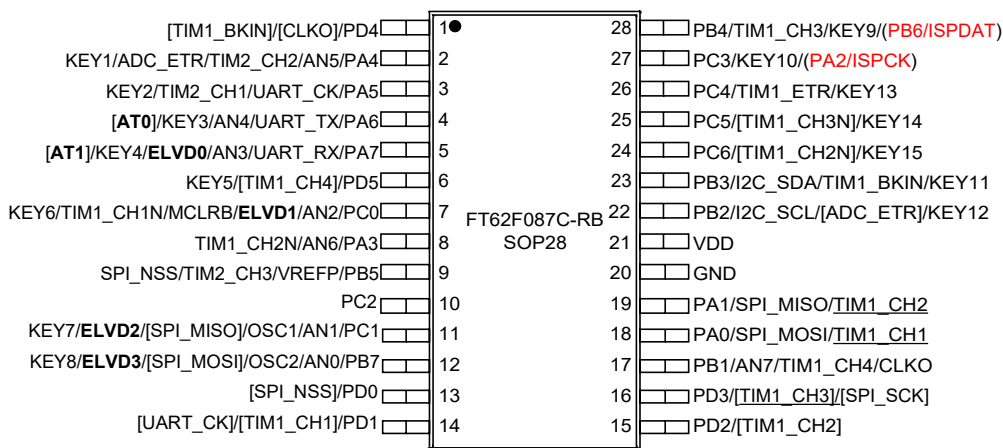 [TIM1_BKIN]/[CLKO]/PD4 1 28 PB4/TIM1_CH3/KEY9/(PB6/ISPDAT)
KEY1/ADC_ETR/TIM2_CH2/AN5/PA4 2 27 PC3/KEY10/(PA2/ISPCK)
KEY2/TIM2_CH1/UART_CK/PA5 3 26 PC4/TIM1_ETR/KEY13
[AT0]/KEY3/AN4/UART_TX/PA6 4 25 PC5/[TIM1_CH3N]/KEY14
[AT1]/KEY4/ELVD0/AN3/UART_RX/PA7 5 24 PC6/[TIM1_CH2N]/KEY15
KEY5/[TIM1_CH4]/PD5 6 23 PB3/I2C_SDA/TIM1_BKIN/KEY11
KEY6/TIM1_CH1N/MCLRB/ELVD1/AN2/PC0 7 22 PB2/I2C_SCL/[ADC_ETR]/KEY12
FT62F087C-RB
TIM1_CH2N/AN6/PA3 8 SOP28 21 VDD
SPI_NSS/TIM2_CH3/VREFP/PB5 9 20 GND
PC2 10 19 PA1/SPI_MISO/TIM1_CH2
KEY7/ELVD2/[SPI_MISO]/OSC1/AN1/PC1 11 18 PA0/SPI_MOSI/TIM1_CH1
KEY8/ELVD3/[SPI_MOSI]/OSC2/AN0/PB7 12 17 PB1/AN7/TIM1_CH4/CLKO
[SPI_NSS]/PD0 13 16 PD3/[TIM1_CH3]/[SPI_SCK]
[UART_CK]/[TIM1_CH1]/PD1 14 15 PD2/[TIM1_CH2]